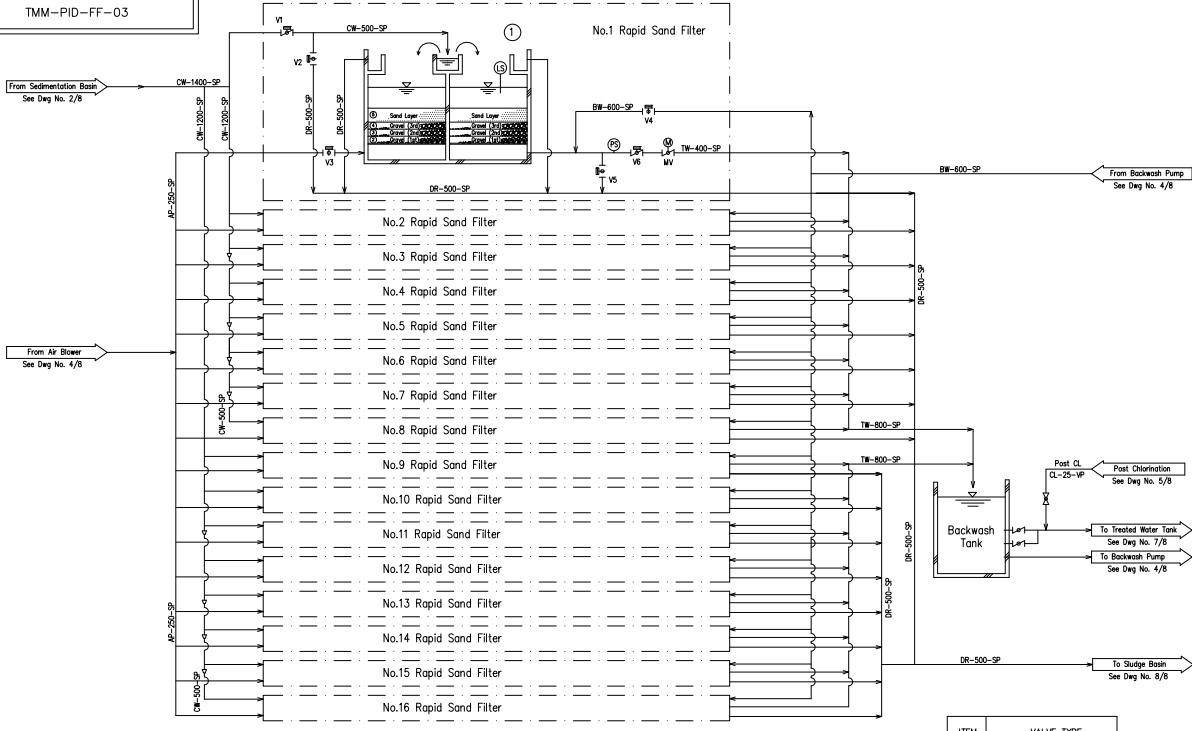 TMM-PID-FF-03
No.1 Rapid Sand Filter
V1
CW-500-SP
1
V2
LS
From Sedimentation Basin
See Dwg No. 2/8
CW-1400-SP
CW-1200-SP
CW-1200-SP
DR-500-SP
DR-500-SP
BW-600-SP
V4
Sand Layer
Sand Layer
Gravel (3rd)
Gravel (3rd)
Gravel (2nd)
Gravel (2nd)
Gravel (1st)
Gravel (1st)
V3
PS
V6
M
MV
TW-400-SP
V5
AP-250-SP
DR-500-SP
BW-600-SP
From Backwash Pump
See Dwg No. 4/8
No.2 Rapid Sand Filter
No.3 Rapid Sand Filter
No.4 Rapid Sand Filter
DR-500-SP
No.5 Rapid Sand Filter
From Air Blower
See Dwg No. 4/8
No.6 Rapid Sand Filter
No.7 Rapid Sand Filter
CW-500-SP
No.8 Rapid Sand Filter
TW-800-SP
No.9 Rapid Sand Filter
TW-800-SP
Post CL
CL-25-VP
Post Chlorination
See Dwg No. 5/8
No.10 Rapid Sand Filter
No.11 Rapid Sand Filter
Backwash
Tank
To Treated Water Tank
See Dwg No. 7/8
DR-500-SP
To Backwash Pump
See Dwg No. 4/8
No.12 Rapid Sand Filter
No.13 Rapid Sand Filter
DR-500-SP
AP-250-SP
No.14 Rapid Sand Filter
DR-500-SP
To Sludge Basin
See Dwg No. 8/8
No.15 Rapid Sand Filter
CW-500-SP
No.16 Rapid Sand Filter
ITEM
VALVE TYPE